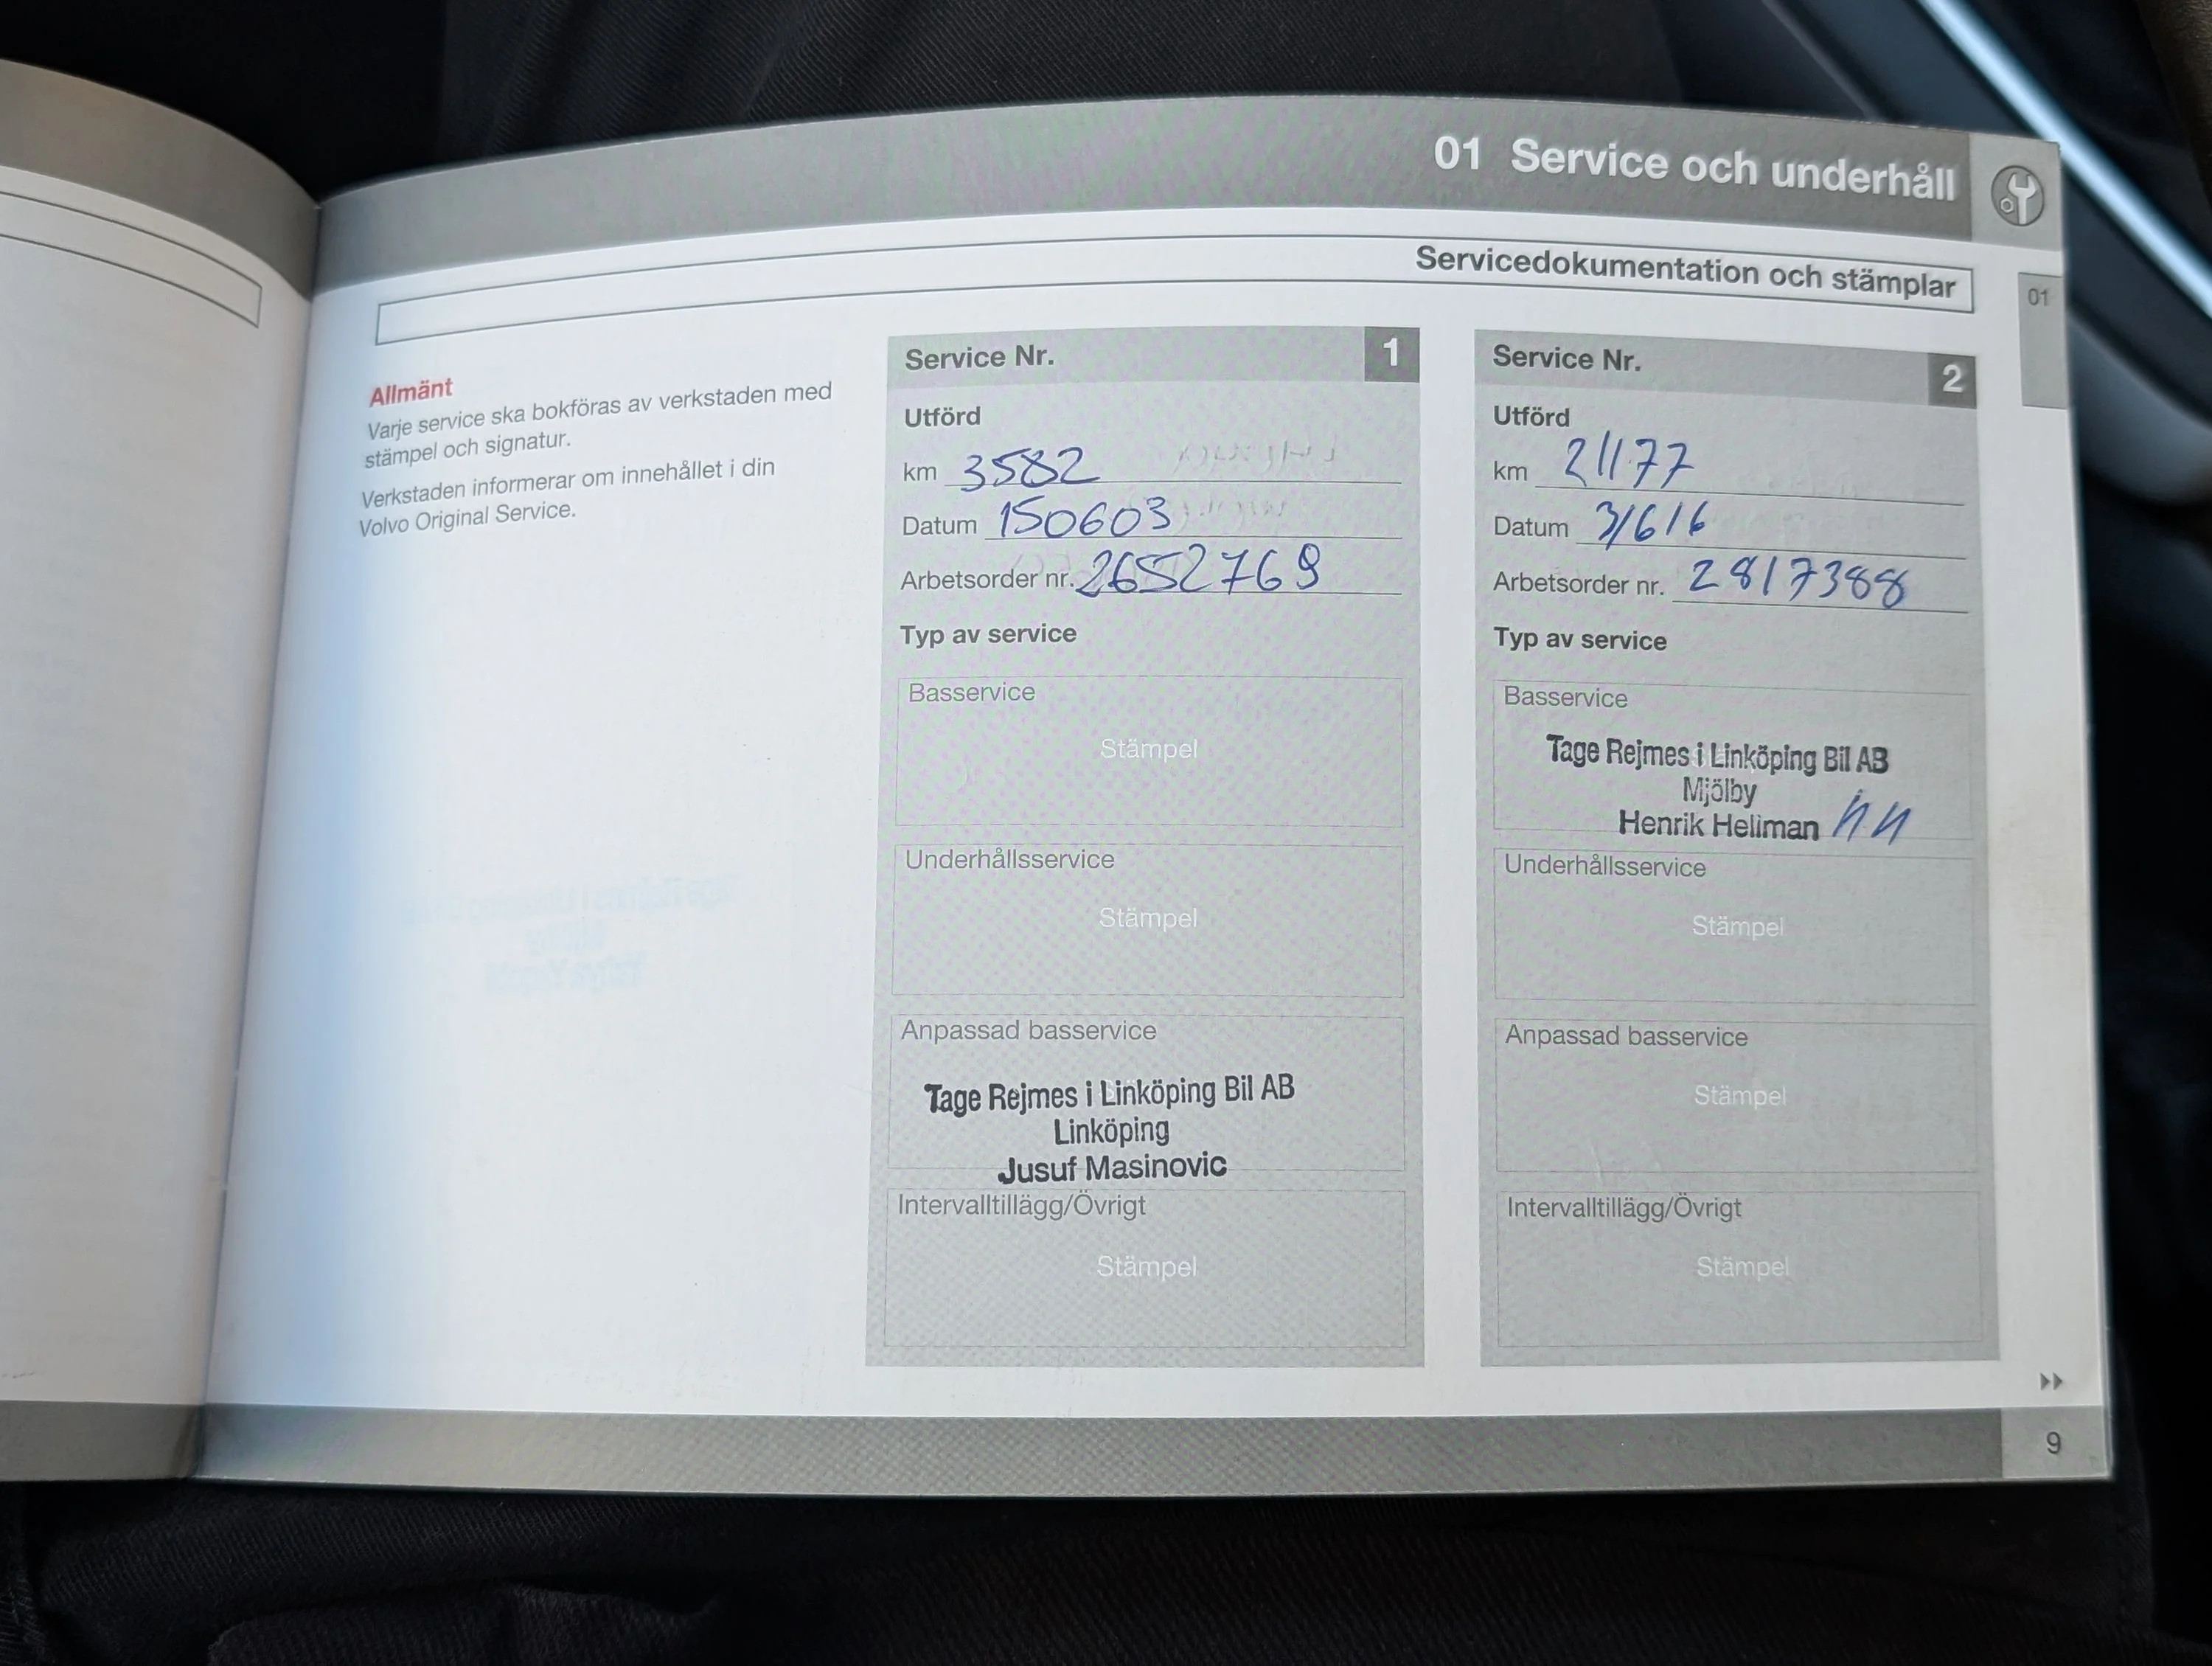 01 Service och underhåll
Servicedokumentation och stämplar
01
Allmänt
Varje service ska bokföras av verkstaden med
stämpel och signatur.
Verkstaden informerar om innehållet i din
Volvo Original Service.
Service Nr. 1
Utförd
km 3582
Datum 150603
Arbetsorder nr. 2652769
Typ av service
Basservice
Stämpel
Underhållsservice
Stämpel
Anpassad basservice
Tage Rejmes i Linköping Bil AB
Linköping
Jusuf Masinovic
Intervalltillägg/Övrigt
Stämpel
Service Nr. 2
Utförd
km 21177
Datum 3/616
Arbetsorder nr. 2817388
Typ av service
Basservice
Tage Rejmes i Linköping Bil AB
Mjölby
Henrik Hellman
Underhållsservice
Stämpel
Anpassad basservice
Stämpel
Intervalltillägg/Övrigt
Stämpel
9